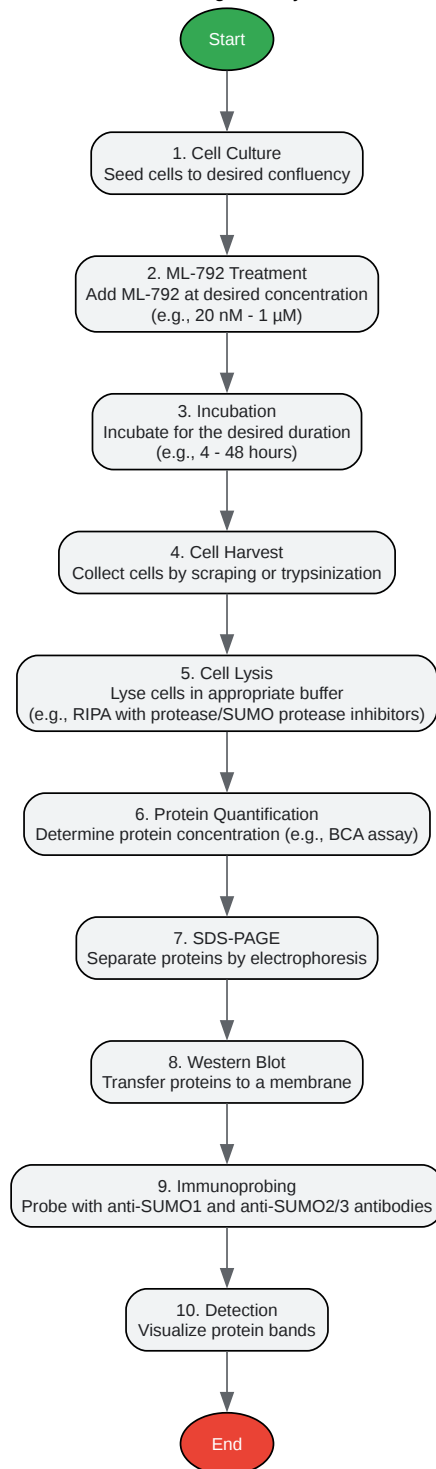 Start
1. Cell Culture
Seed cells to desired confluency
2. ML-792 Treatment
Add ML-792 at desired concentration
(e.g., 20 nM - 1 µM)
3. Incubation
Incubate for the desired duration
(e.g., 4 - 48 hours)
4. Cell Harvest
Collect cells by scraping or trypsinization
5. Cell Lysis
Lyse cells in appropriate buffer
(e.g., RIPA with protease/SUMO protease inhibitors)
6. Protein Quantification
Determine protein concentration (e.g., BCA assay)
7. SDS-PAGE
Separate proteins by electrophoresis
8. Western Blot
Transfer proteins to a membrane
9. Immunoprobing
Probe with anti-SUMO1 and anti-SUMO2/3 antibodies
10. Detection
Visualize protein bands
End